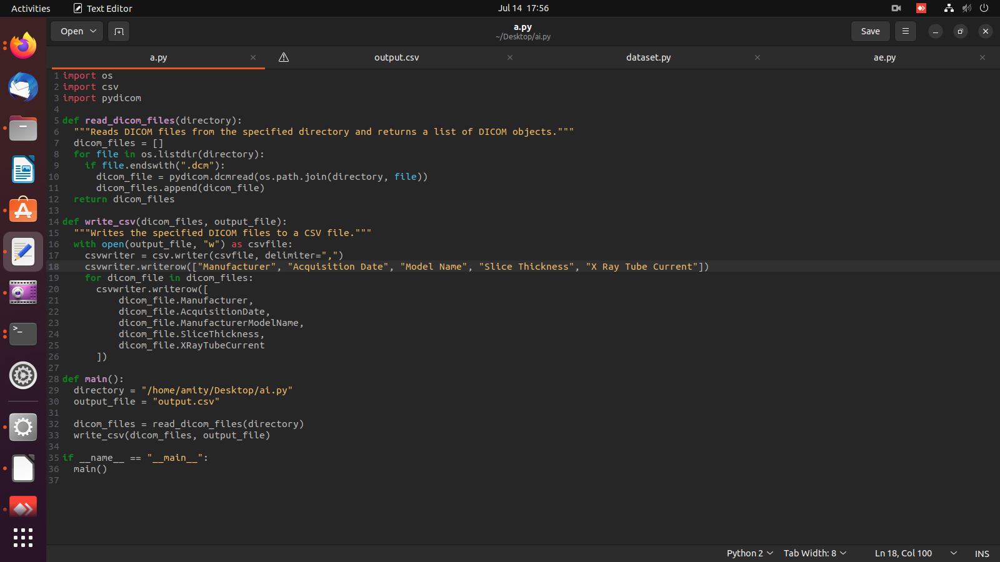 Activities Text Editor Jul 14 17:56
Open a.py Save
~/Desktop/ai.py
a.py output.csv dataset.py ae.py
1 import os
2 import csv
3 import pydicom
4
5 def read_dicom_files(directory):
6   """Reads DICOM files from the specified directory and returns a list of DICOM objects."""
7   dicom_files = []
8   for file in os.listdir(directory):
9     if file.endswith(".dcm"):
10       dicom_file = pydicom.dcmread(os.path.join(directory, file))
11       dicom_files.append(dicom_file)
12   return dicom_files
13
14 def write_csv(dicom_files, output_file):
15   """Writes the specified DICOM files to a CSV file."""
16   with open(output_file, "w") as csvfile:
17     csvwriter = csv.writer(csvfile, delimiter=",")
18     csvwriter.writerow(["Manufacturer", "Acquisition Date", "Model Name", "Slice Thickness", "X Ray Tube Current"])
19     for dicom_file in dicom_files:
20       csvwriter.writerow([
21           dicom_file.Manufacturer,
22           dicom_file.AcquisitionDate,
23           dicom_file.ManufacturerModelName,
24           dicom_file.SliceThickness,
25           dicom_file.XRayTubeCurrent
26       ])
27
28 def main():
29   directory = "/home/amity/Desktop/ai.py"
30   output_file = "output.csv"
31
32   dicom_files = read_dicom_files(directory)
33   write_csv(dicom_files, output_file)
34
35 if __name__ == "__main__":
36   main()
37
Python 2 Tab Width: 8 Ln 18, Col 100 INS